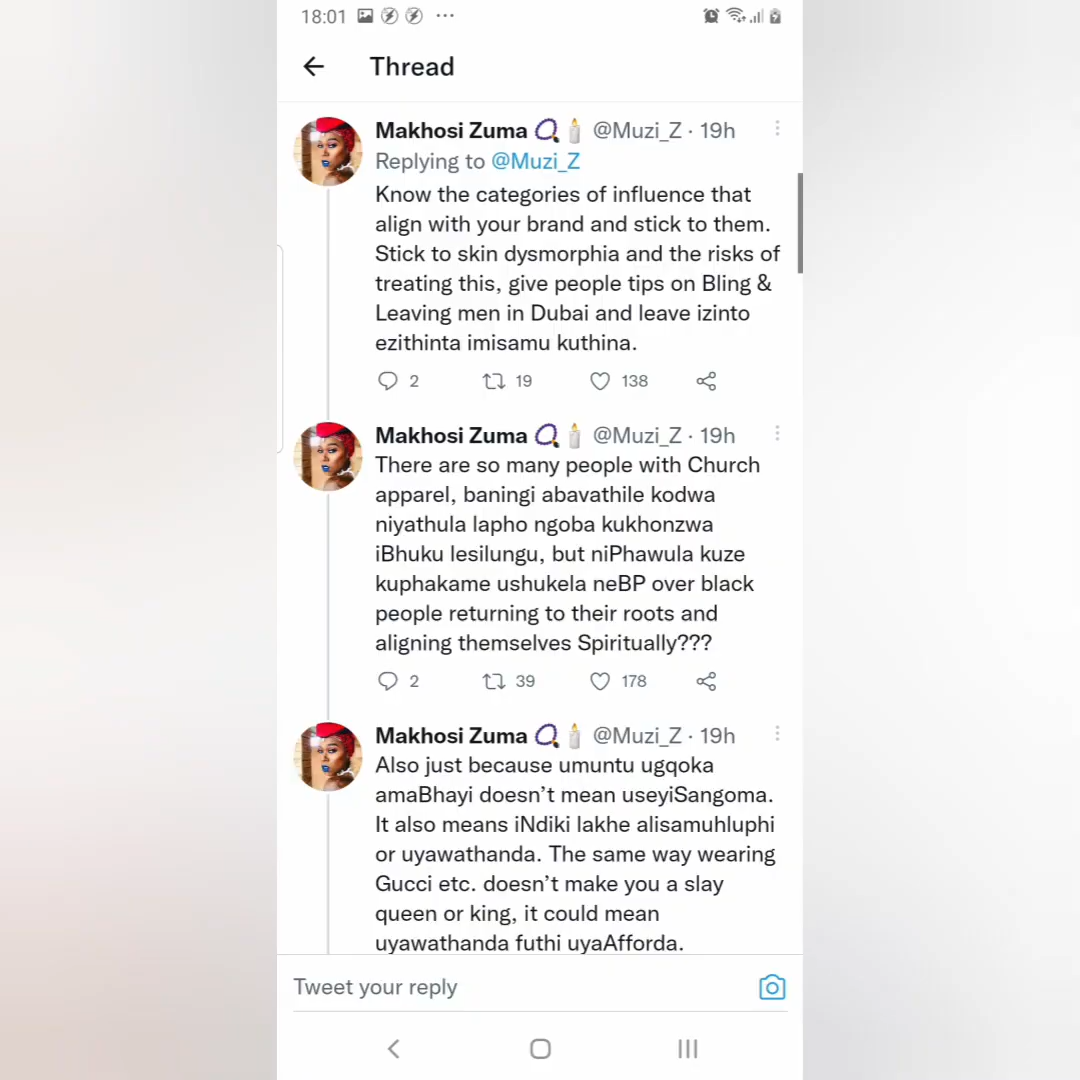 18:01
Thread
Makhosi Zuma @Muzi_Z · 19h
Replying to @Muzi_Z
Know the categories of influence that
align with your brand and stick to them.
Stick to skin dysmorphia and the risks of
treating this, give people tips on Bling &
Leaving men in Dubai and leave izinto
ezithinta imisamu kuthina.
2 19 138
Makhosi Zuma @Muzi_Z · 19h
There are so many people with Church
apparel, baningi abavathile kodwa
niyathula lapho ngoba kukhonzwa
iBhuku lesilungu, but niPhawula kuze
kuphakame ushukela neBP over black
people returning to their roots and
aligning themselves Spiritually???
2 39 178
Makhosi Zuma @Muzi_Z · 19h
Also just because umuntu ugqoka
amaBhayi doesn't mean useyiSangoma.
It also means iNdiki lakhe alisamuhluphi
or uyawathanda. The same way wearing
Gucci etc. doesn't make you a slay
queen or king, it could mean
uyawathanda futhi uyaAfforda.
Tweet your reply